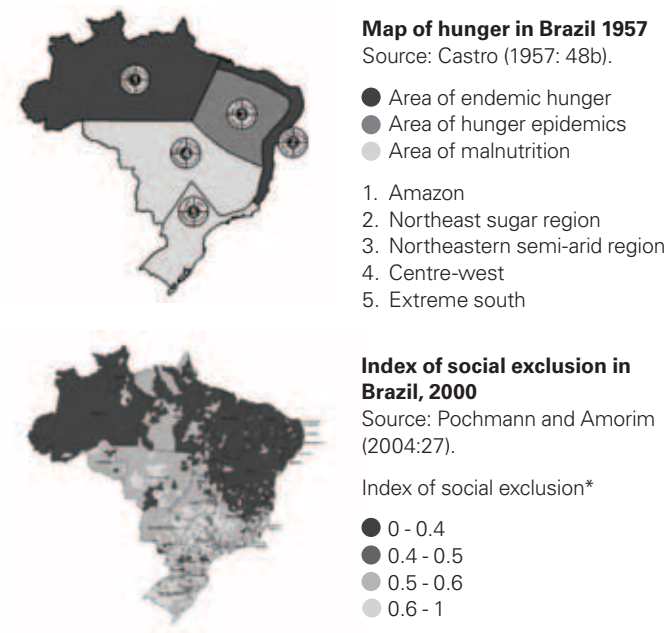 Map of hunger in Brazil 1957
Source: Castro (1957: 48b).
Area of endemic hunger
Area of hunger epidemics
Area of malnutrition
1. Amazon
2. Northeast sugar region
3. Northeastern semi-arid region
4. Centre-west
5. Extreme south
Index of social exclusion in
Brazil, 2000
Source: Pochmann and Amorim
(2004:27).
Index of social exclusion*
0 - 0.4
0.4 - 0.5
0.5 - 0.6
0.6 - 1